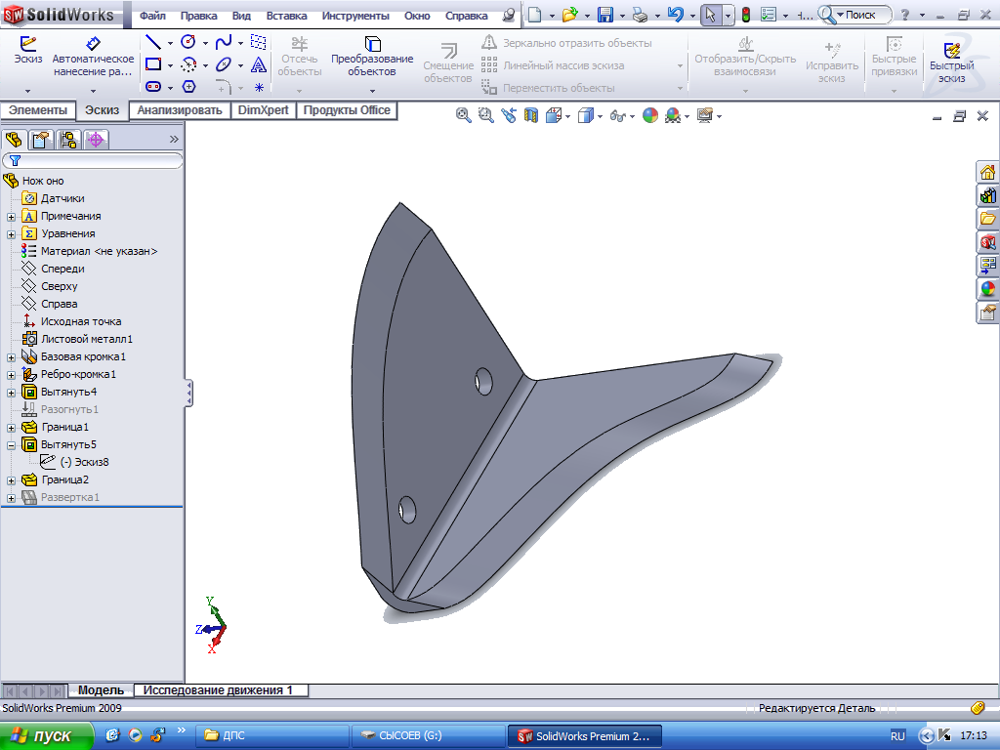 SolidWorks Файл Правка Вид Вставка Инструменты Окно Справка Поиск ?
Эскиз
Автоматическое нанесение ра...
Отсечь объекты
Преобразование объектов
Смещение объектов
Зеркально отразить объекты
Линейный массив эскиза
Переместить объекты
Отобразить/Скрыть взаимосвязи
Исправить эскиз
Быстрые привязки
Быстрый эскиз
Элементы Эскиз Анализировать DimXpert Продукты Office
Нож оно
Датчики
Примечания
Уравнения
Материал <не указан>
Спереди
Сверху
Справа
Исходная точка
Листовой металл1
Базовая кромка1
Ребро-кромка1
Вытянуть4
Разогнуть1
Граница1
Вытянуть5
(-) Эскиз8
Граница2
Развертка1
Y
Z
X
Модель Исследование движения 1
SolidWorks Premium 2009 Редактируется Деталь
пуск ДПС СЫСОЕВ (G:) SolidWorks Premium 2... RU 17:13